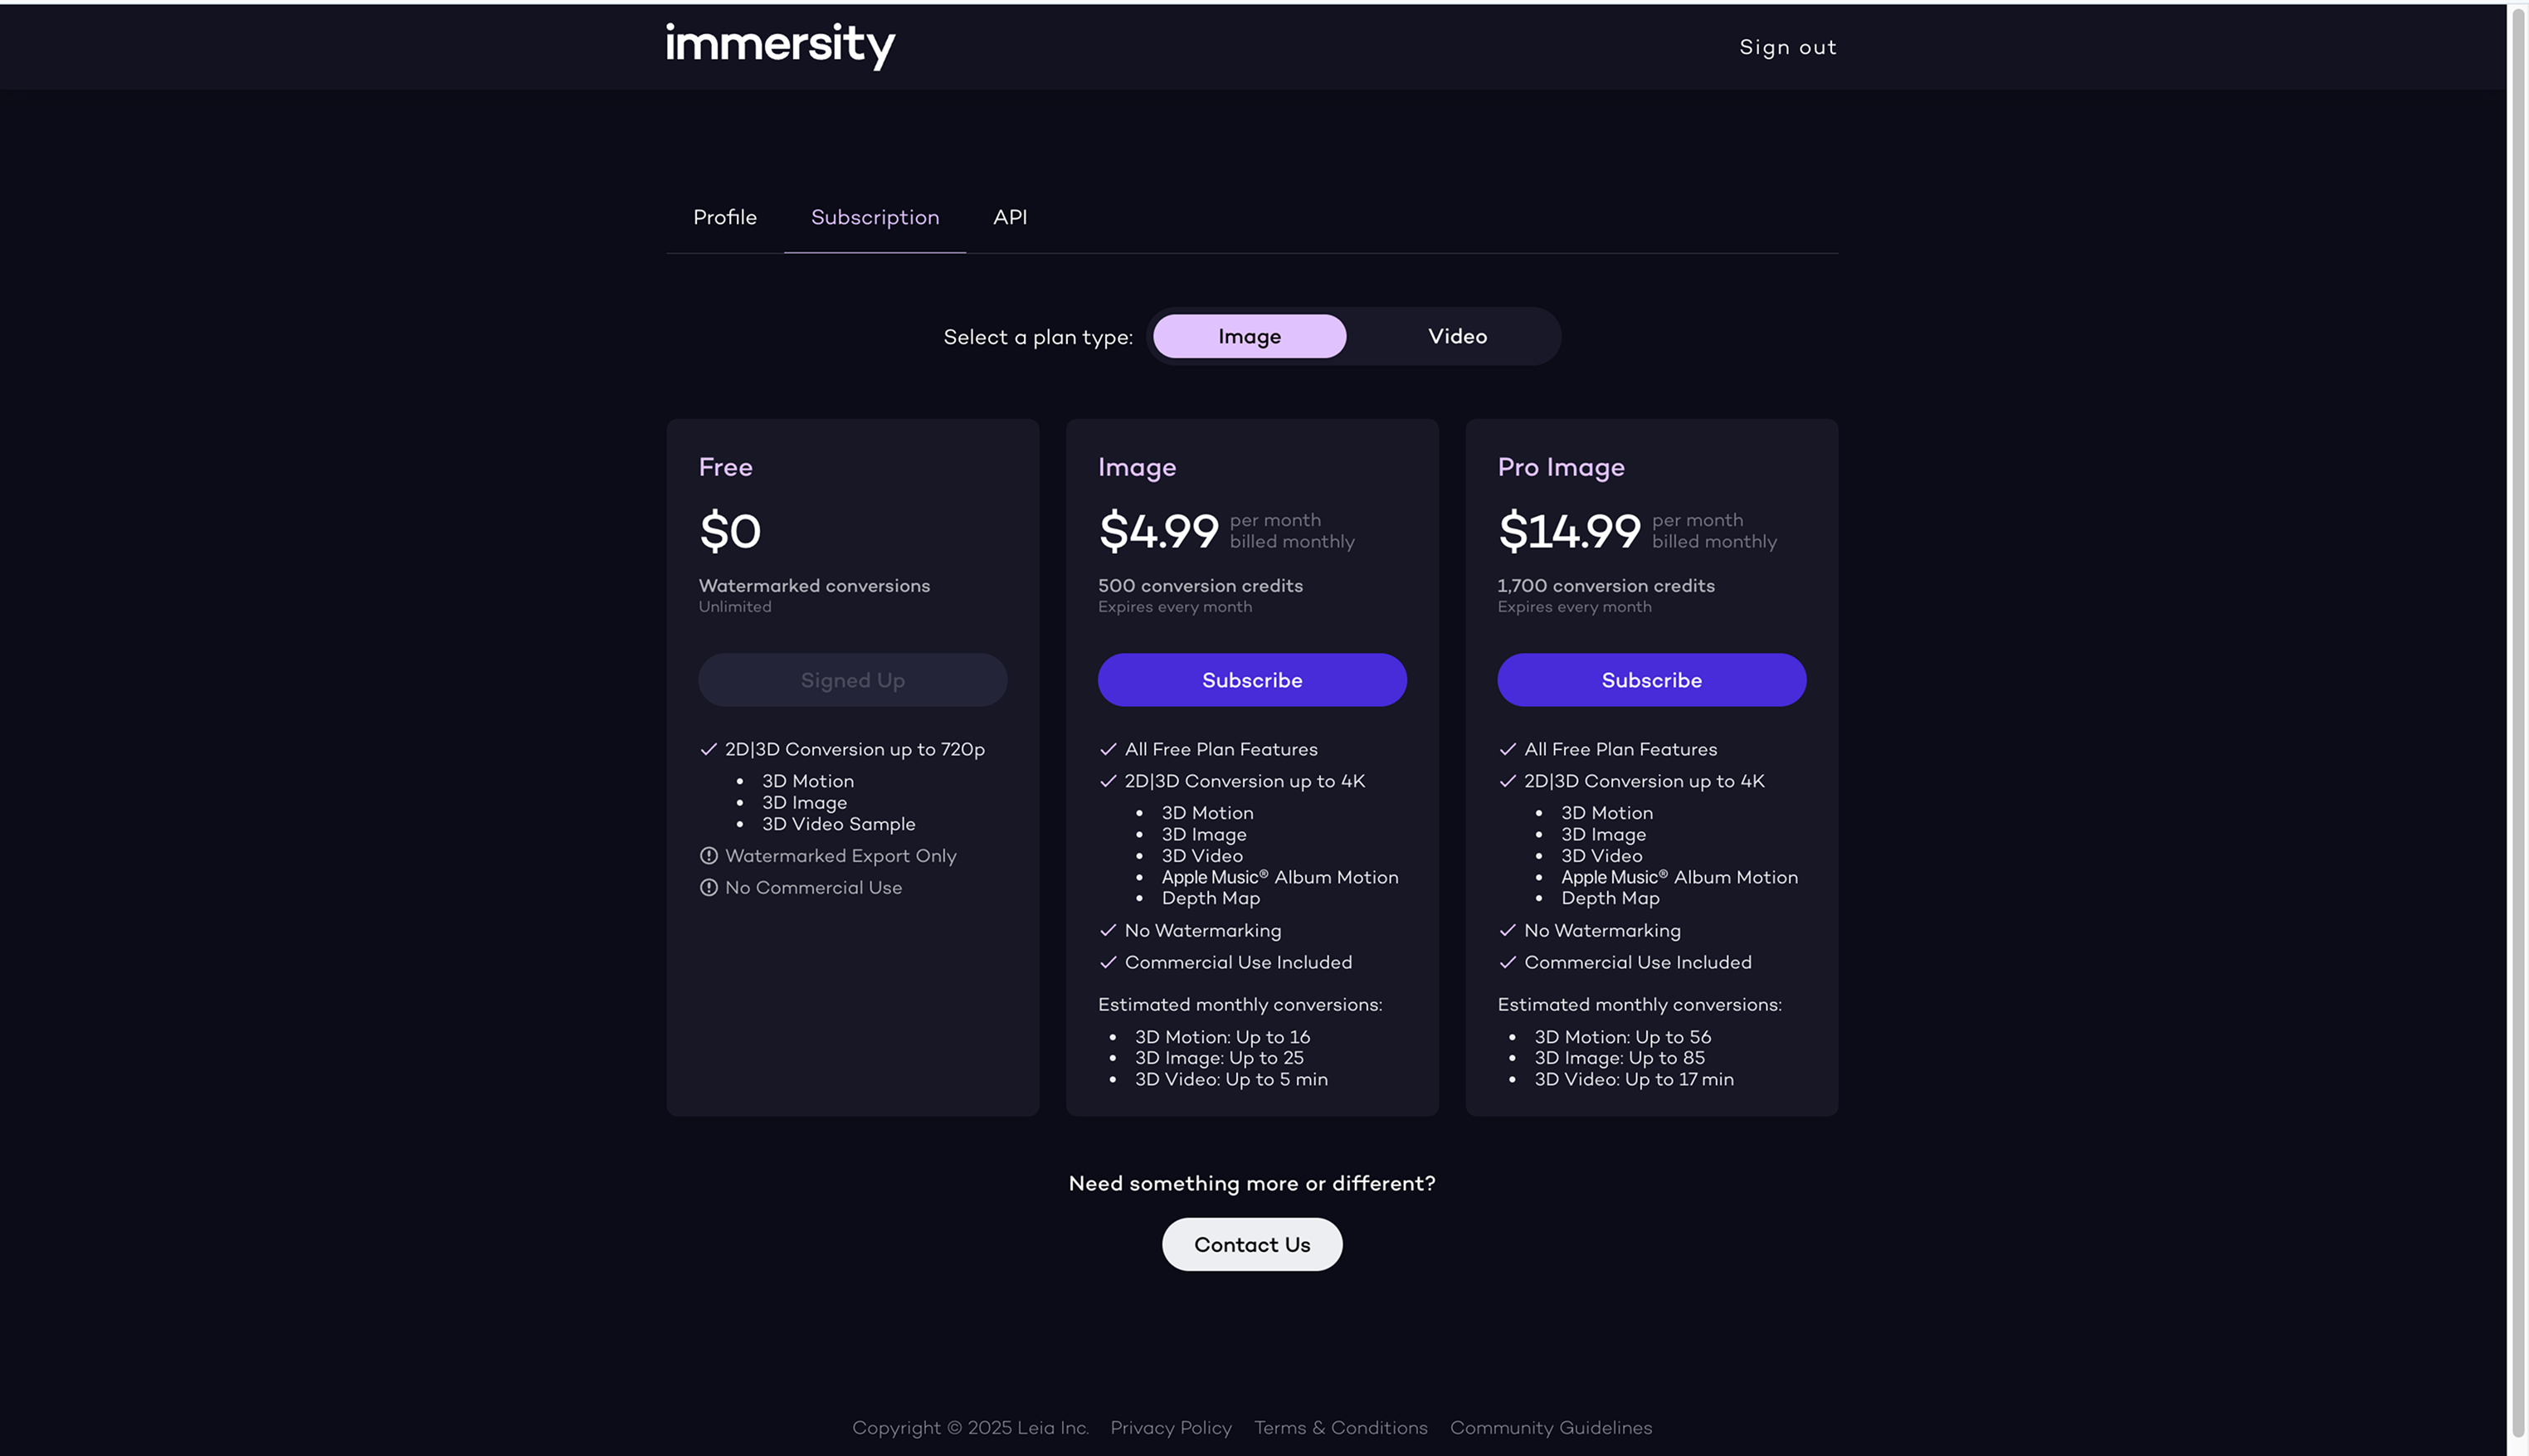 immersity
Sign out
Profile
Subscription
API
Select a plan type:
Image
Video
Free
$0
Watermarked conversions
Unlimited
Signed Up
2D|3D Conversion up to 720p
• 3D Motion
• 3D Image
• 3D Video Sample
Watermarked Export Only
No Commercial Use
Image
$4.99
per month
billed monthly
500 conversion credits
Expires every month
Subscribe
All Free Plan Features
2D|3D Conversion up to 4K
• 3D Motion
• 3D Image
• 3D Video
• Apple Music® Album Motion
• Depth Map
No Watermarking
Commercial Use Included
Estimated monthly conversions:
• 3D Motion: Up to 16
• 3D Image: Up to 25
• 3D Video: Up to 5 min
Pro Image
$14.99
per month
billed monthly
1,700 conversion credits
Expires every month
Subscribe
All Free Plan Features
2D|3D Conversion up to 4K
• 3D Motion
• 3D Image
• 3D Video
• Apple Music® Album Motion
• Depth Map
No Watermarking
Commercial Use Included
Estimated monthly conversions:
• 3D Motion: Up to 56
• 3D Image: Up to 85
• 3D Video: Up to 17 min
Need something more or different?
Contact Us
Copyright © 2025 Leia Inc. Privacy Policy Terms & Conditions Community Guidelines